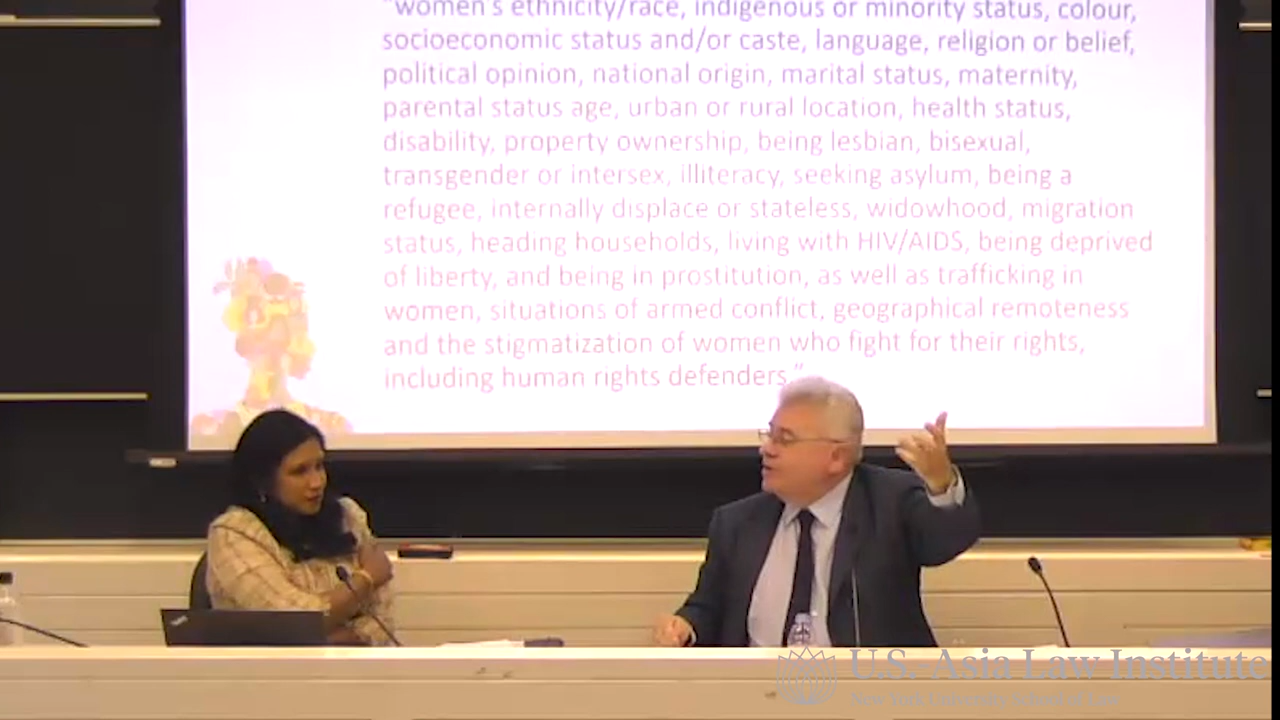 "women's ethnicity/race, indigenous or minority status, colour,
socioeconomic status and/or caste, language, religion or belief,
political opinion, national origin, marital status, maternity,
parental status age, urban or rural location, health status,
disability, property ownership, being lesbian, bisexual,
transgender or intersex, illiteracy, seeking asylum, being a
refugee, internally displace or stateless, widowhood, migration
status, heading households, living with HIV/AIDS, being deprived
of liberty, and being in prostitution, as well as trafficking in
women, situations of armed conflict, geographical remoteness
and the stigmatization of women who fight for their rights,
including human rights defenders."
U.S.-Asia Law Institute
New York University School of Law